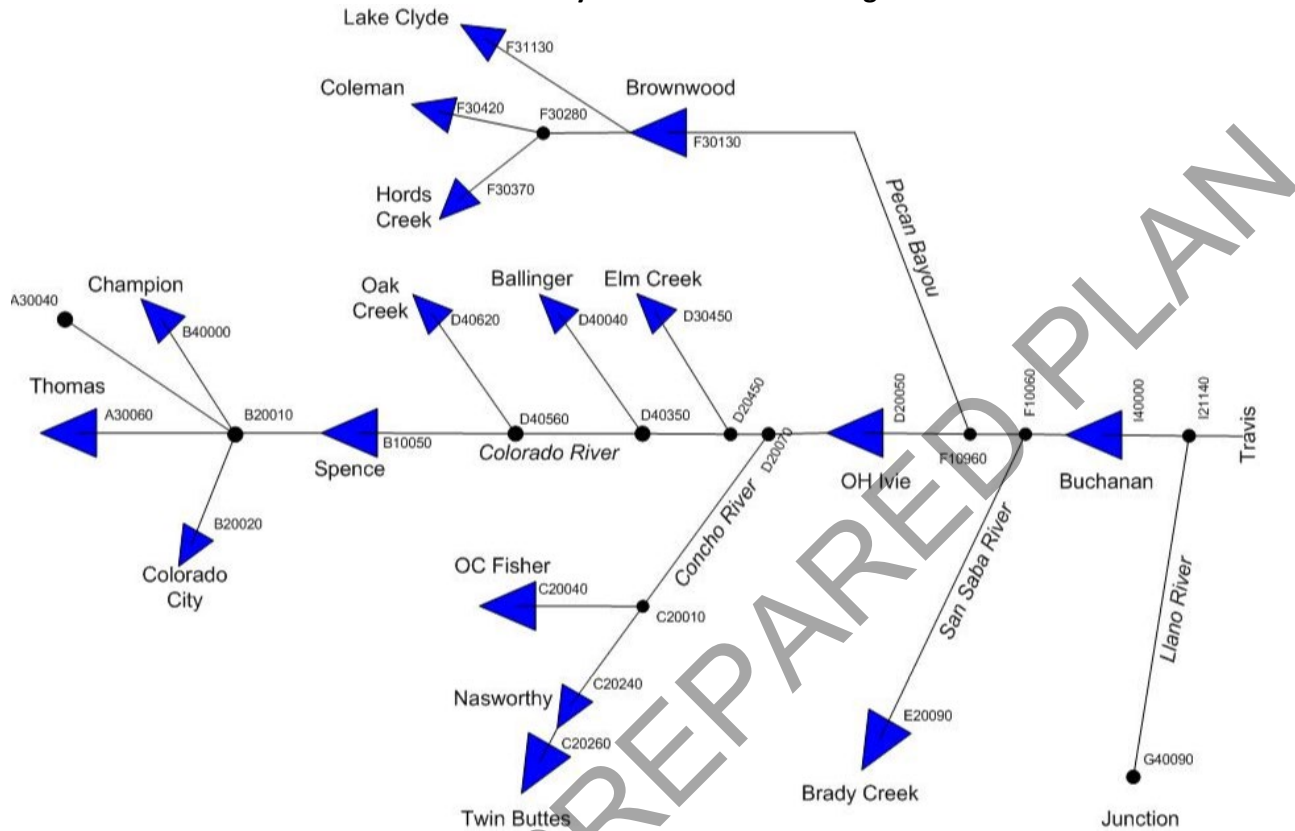 Lake Clyde
F31130
Coleman
F30420
F30280
Brownwood
F30130
Hords
Creek
F30370
Pecan Bayou
A30040
Champion
B40000
Oak
Creek
D40620
Ballinger
D40040
Elm Creek
D30450
Thomas
A30060
B20010
Spence
B10050
D40560
Colorado River
D40350
D20450
D20070
OH Ivie
D20050
F10960
F10060
Buchanan
I40000
I21140
Travis
B20020
Colorado
City
Concho River
OC Fisher
C20040
C20010
San Saba River
Llano River
Nasworthy
C20240
C20260
Twin Buttes
E20090
Brady Creek
G40090
Junction
REPARED PLAN